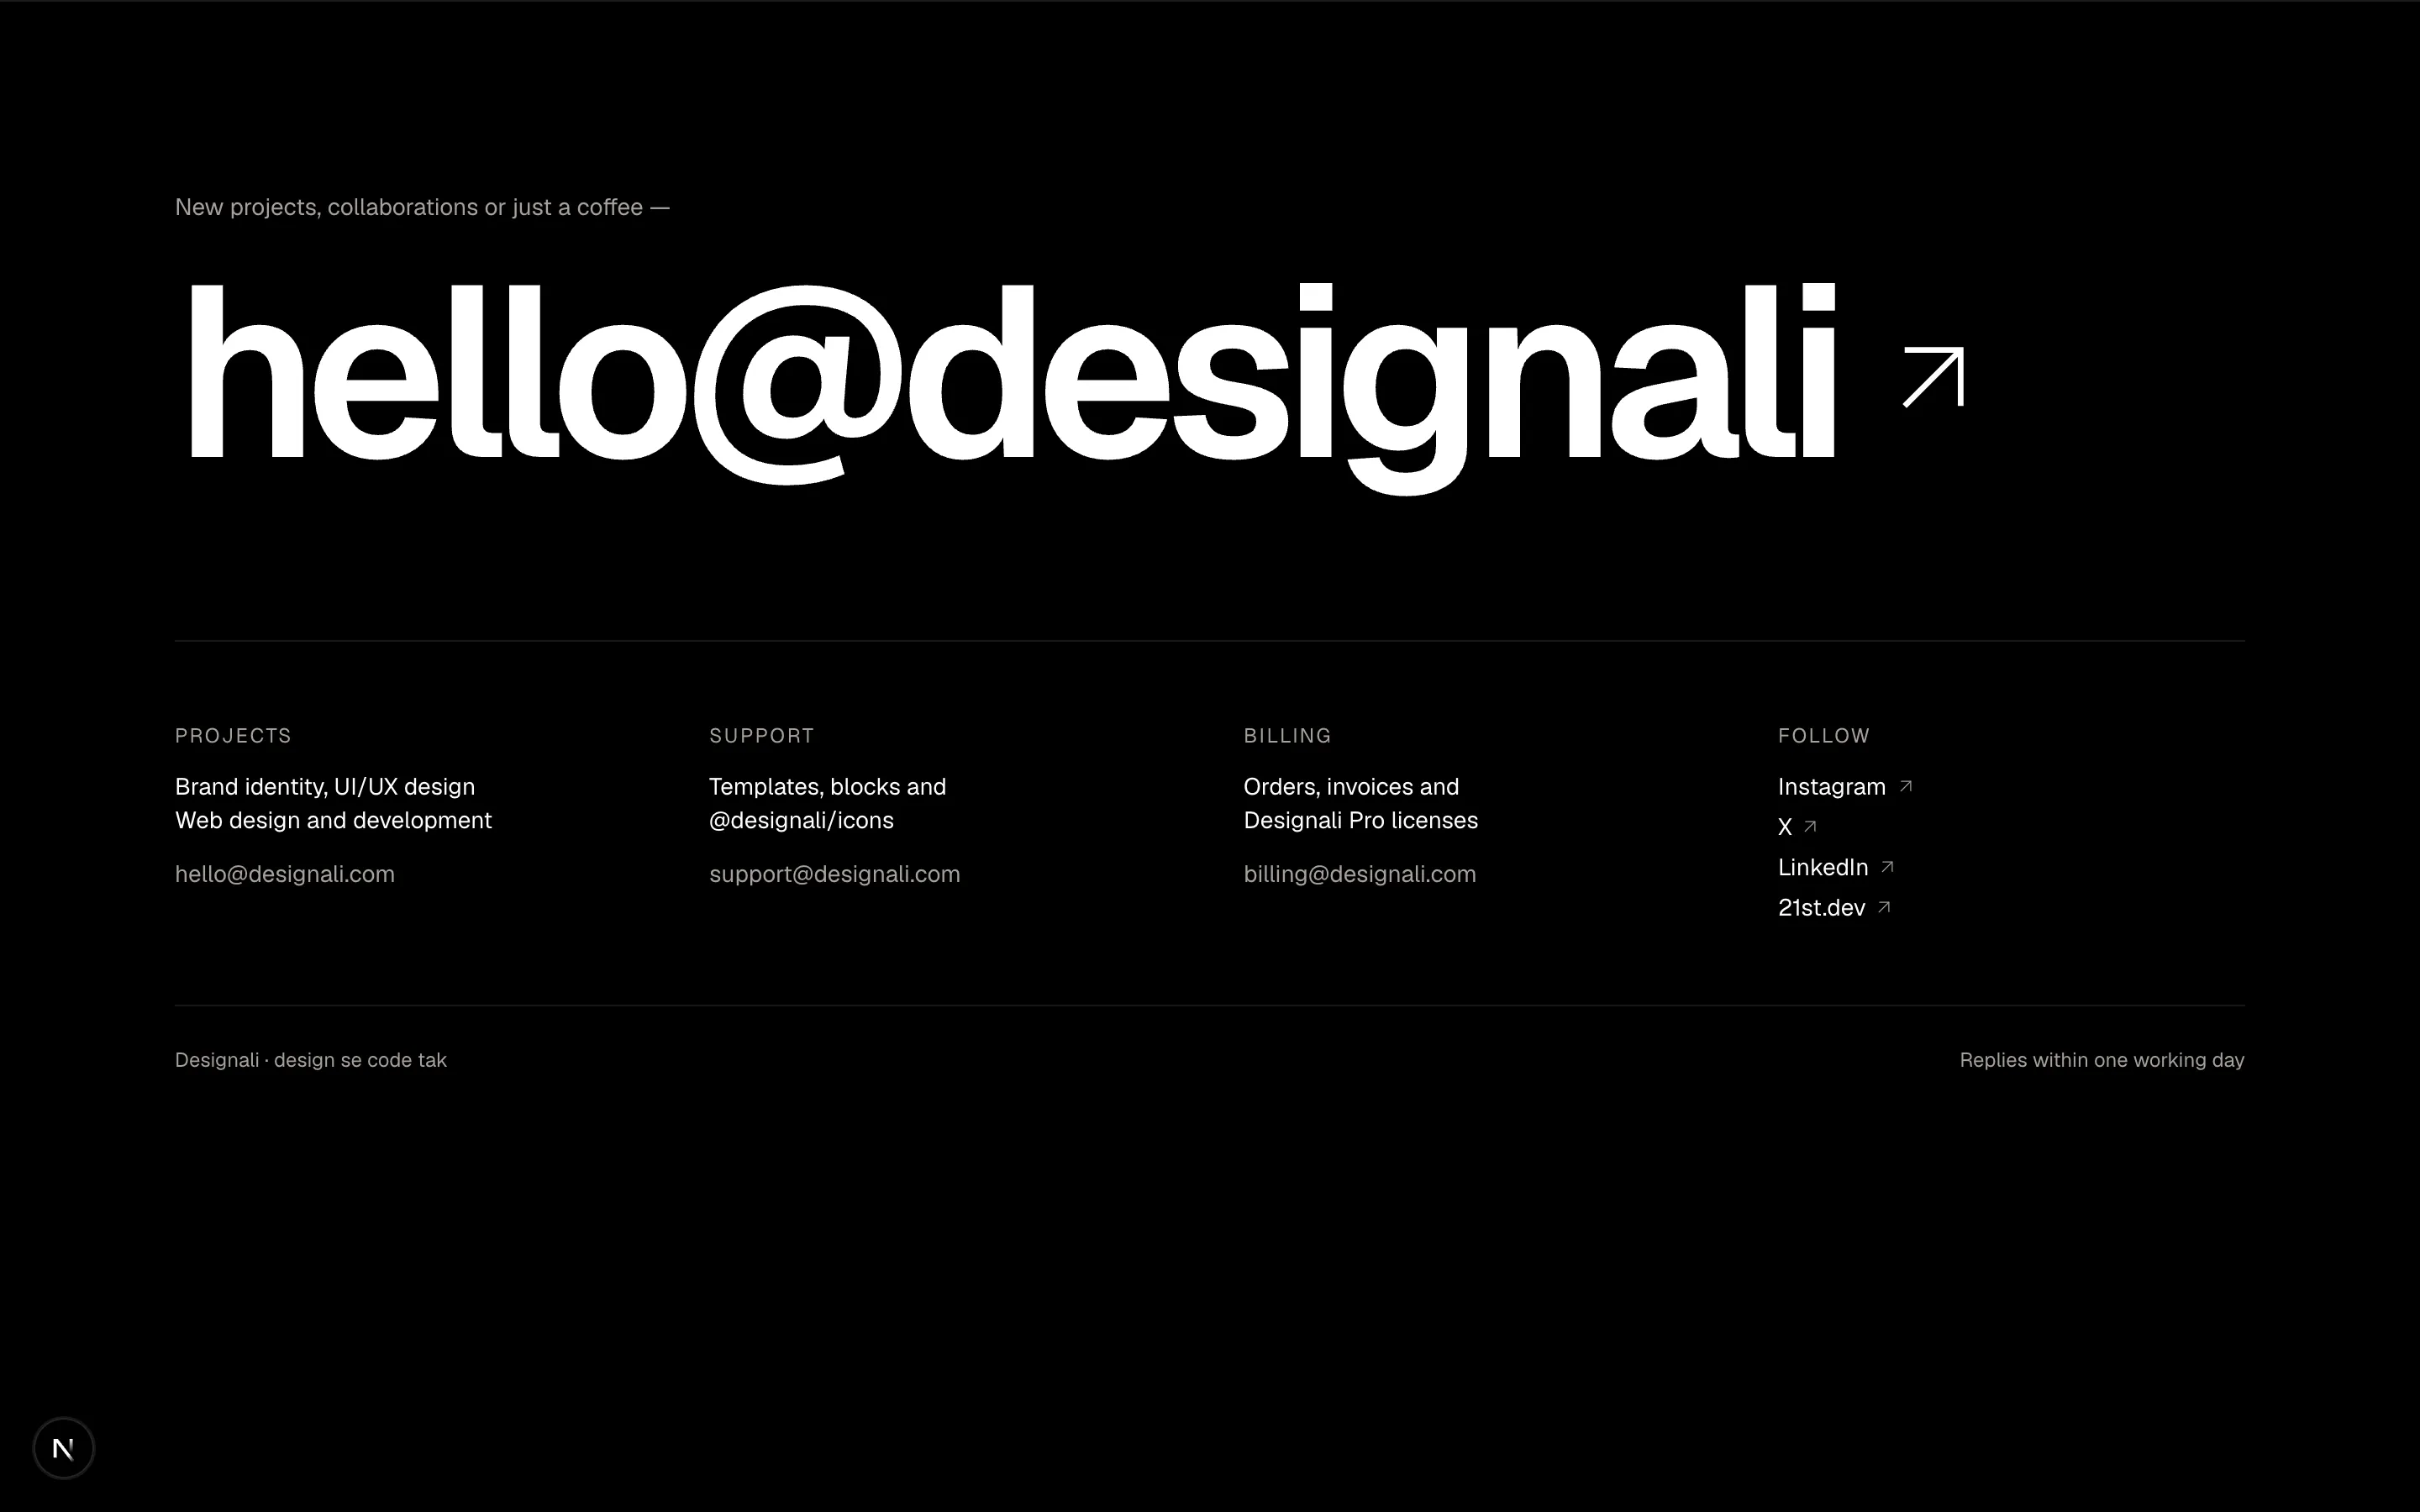 New projects, collaborations or just a coffee —
hello@designali
PROJECTS
Brand identity, UI/UX design
Web design and development
hello@designali.com
SUPPORT
Templates, blocks and
@designali/icons
support@designali.com
BILLING
Orders, invoices and
Designali Pro licenses
billing@designali.com
FOLLOW
Instagram
X
LinkedIn
21st.dev
Designali · design se code tak
Replies within one working day
N